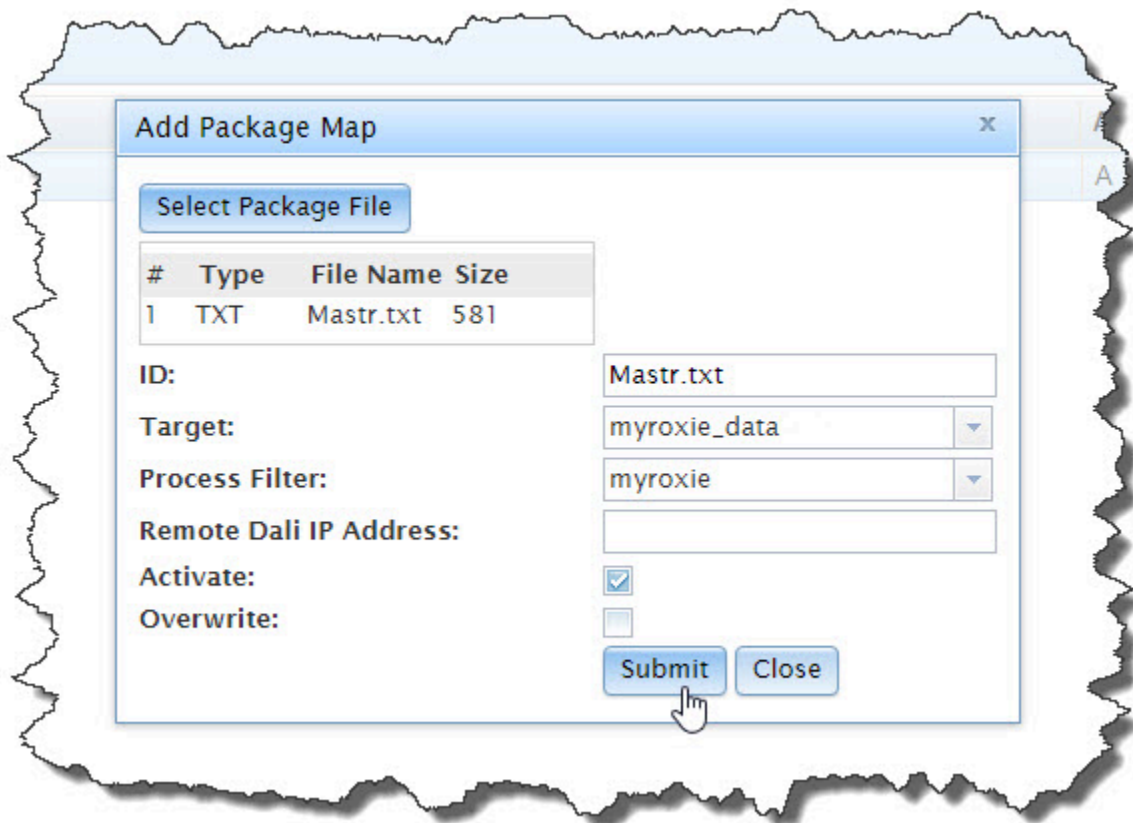 Add Package Map x
A
Select Package File
A
# Type File Name Size
1 TXT Mastr.txt 581
ID: Mastr.txt
Target: myroxie_data
Process Filter: myroxie
Remote Dali IP Address:
Activate:
Overwrite:
Submit Close